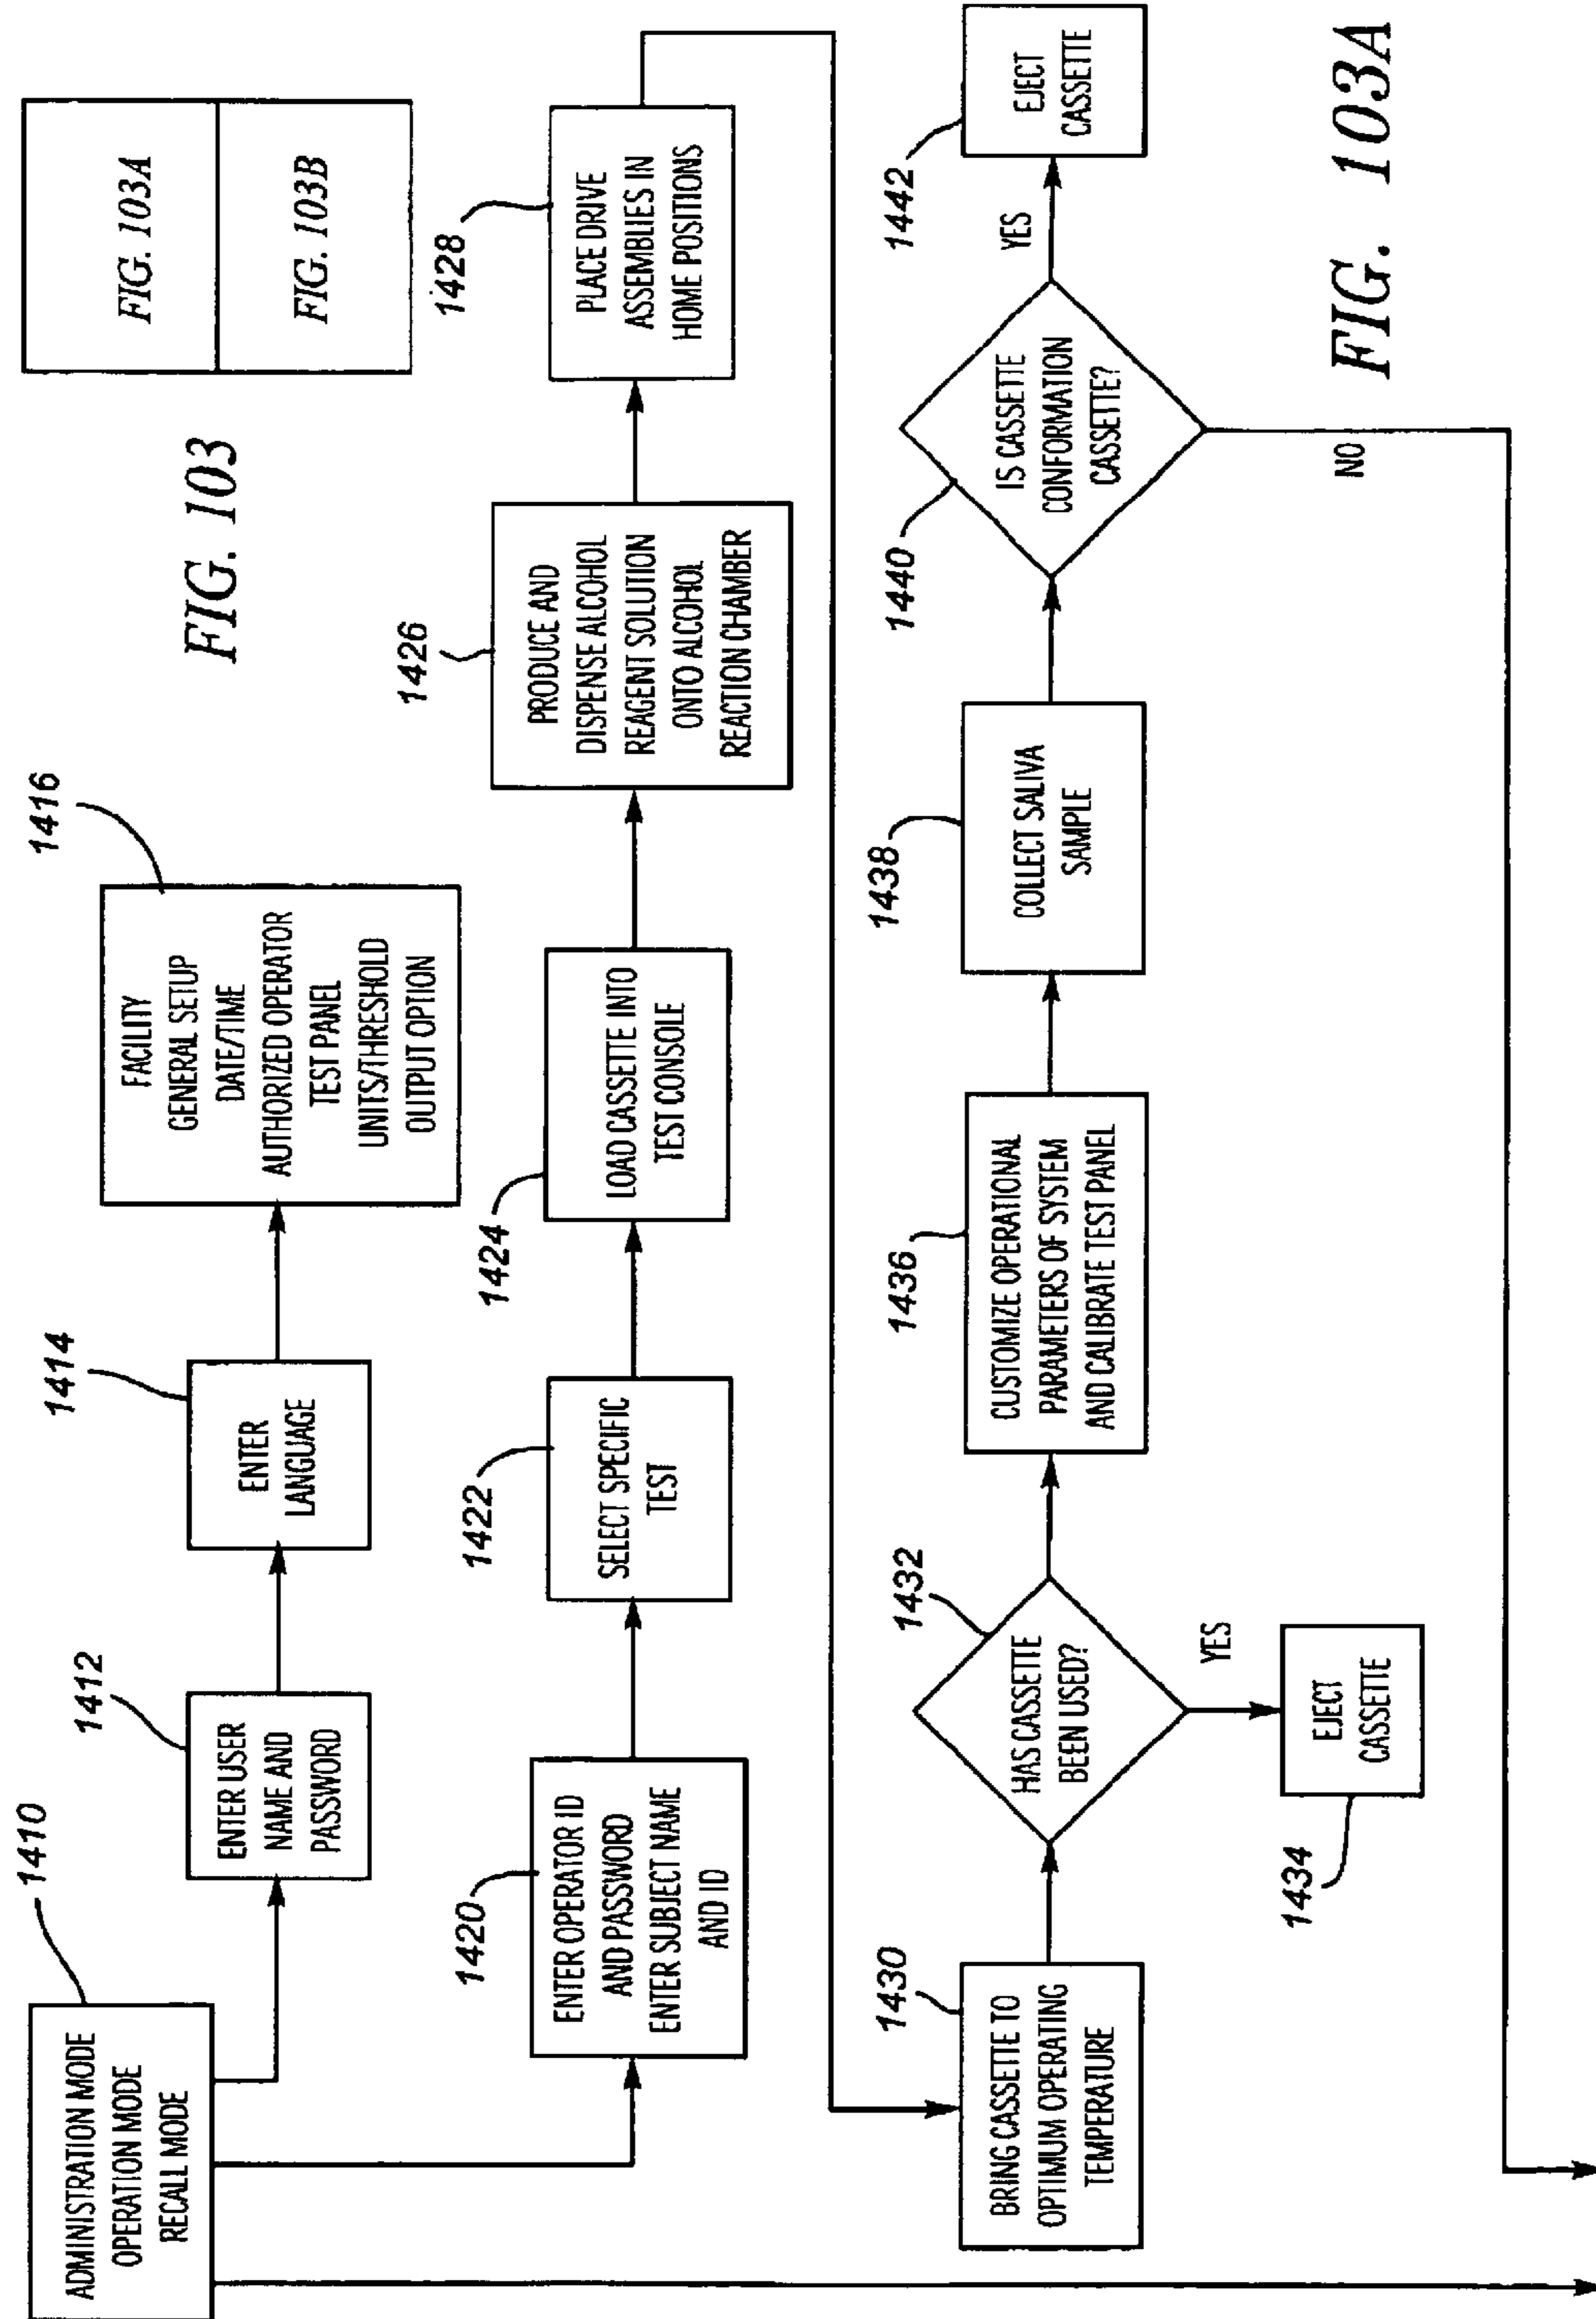 1410
ADMINISTRATION MODE
OPERATION MODE
RECALL MODE
1412
ENTER USER
NAME AND
PASSWORD
1414
ENTER
LANGUAGE
1416
FACILITY
GENERAL SETUP
DATE/TIME
AUTHORIZED OPERATOR
TEST PANEL
UNITS/THRESHOLD
OUTPUT OPTION
FIG. 103
FIG. 103A
FIG. 103B
1420
ENTER OPERATOR ID
AND PASSWORD
ENTER SUBJECT NAME
AND ID
1422
SELECT SPECIFIC
TEST
1424
LOAD CASSETTE INTO
TEST CONSOLE
1426
PRODUCE AND
DISPENSE ALCOHOL
REAGENT SOLUTION
ONTO ALCOHOL
REACTION CHAMBER
1428
PLACE DRIVE
ASSEMBLIES IN
HOME POSITIONS
1430
BRING CASSETTE TO
OPTIMUM OPERATING
TEMPERATURE
1432
HAS CASSETTE
BEEN USED?
YES
1434
EJECT
CASSETTE
1436
CUSTOMIZE OPERATIONAL
PARAMETERS OF SYSTEM
AND CALIBRATE TEST PANEL
1438
COLLECT SALIVA
SAMPLE
1440
IS CASSETTE
CONFORMATION
CASSETTE?
YES
NO
1442
EJECT
CASSETTE
FIG. 103A